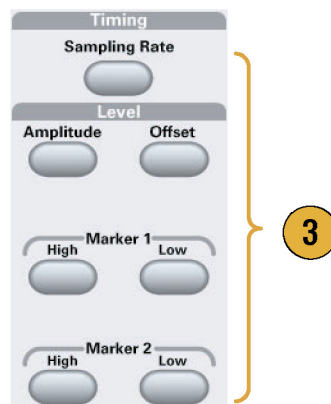 Timing
Sampling Rate
Level
Amplitude Offset
Marker 1
High Low
Marker 2
High Low
3